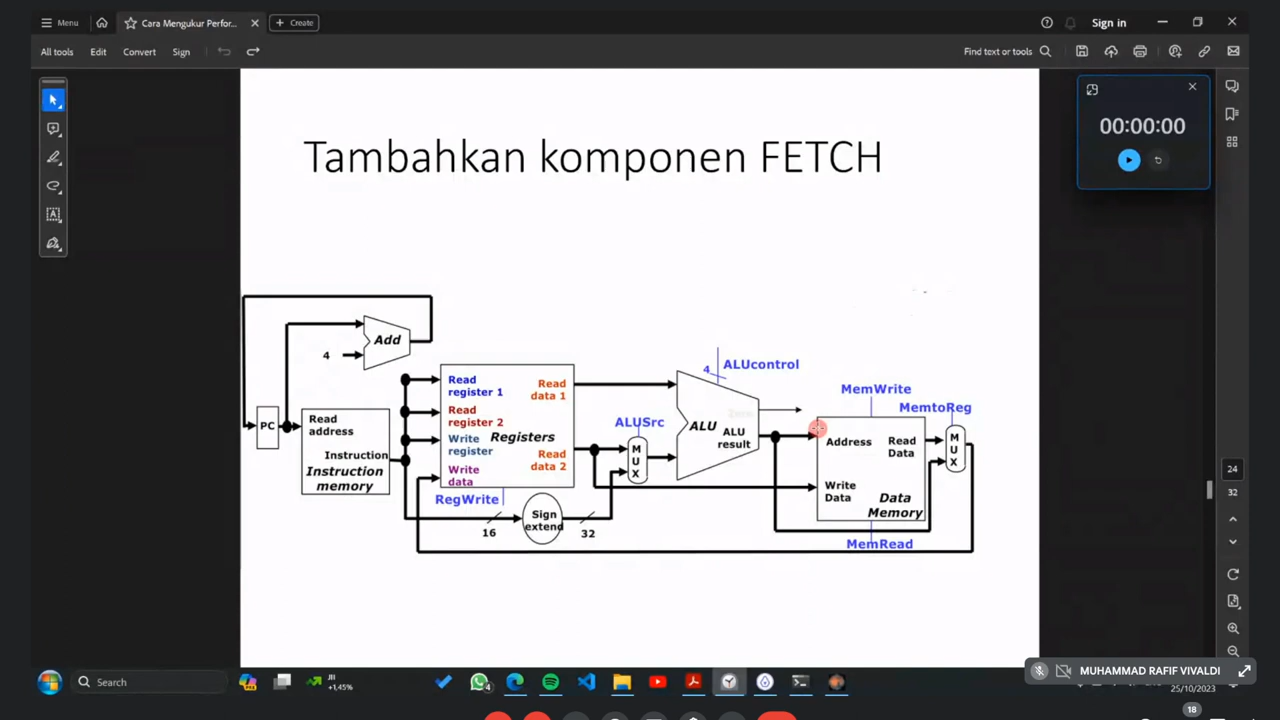 Menu
Cara Mengukur Perfor...
Create
Sign in
All tools
Edit
Convert
Sign
Find text or tools
00:00:00
Tambahkan komponen FETCH
Add
4
PC
Read
address
Instruction
Instruction
memory
Read
register 1
Read
register 2
Write
register
Write
data
Registers
Read
data 1
Read
data 2
RegWrite
16
Sign
extend
32
ALUSrc
M
U
X
4
ALUcontrol
Zero
ALU
ALU
result
MemWrite
Address
Read
Data
Write
Data
Data
Memory
MemRead
MemtoReg
M
U
X
24
32
MUHAMMAD RAFIF VIVALDI
Search
JII
+1,45%
4
25/10/2023
18